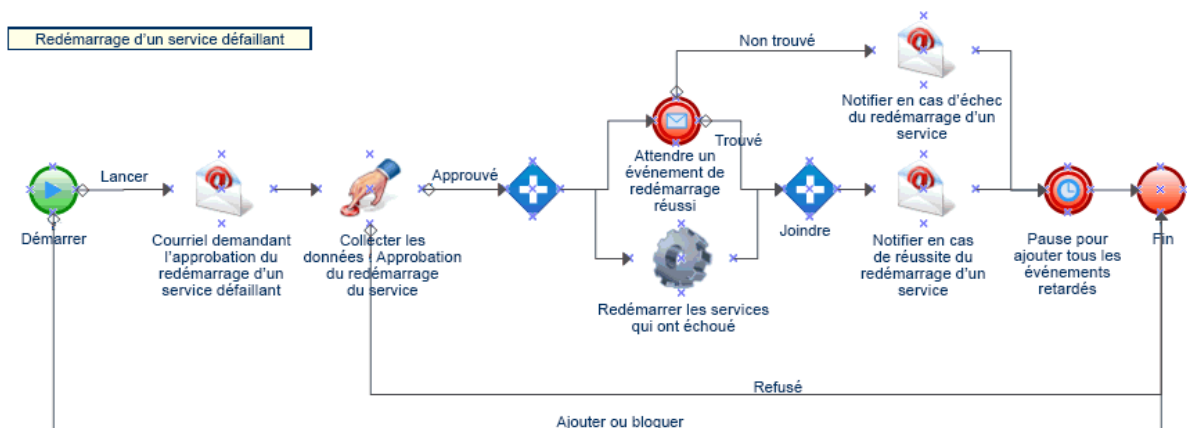 Redémarrage d'un service défaillant
Non trouvé
Notifier en cas d'échec
du redémarrage d'un
service
Lancer
Approuvé
Trouvé
Attendre un
événement de
redémarrage
réussi
Démarrer
Courriel demandant
l'approbation du
redémarrage d'un
service défaillant
Collecter les
données : Approbation
du redémarrage
du service
Joindre
Notifier en cas
de réussite du
redémarrage d'un
service
Pause pour
ajouter tous les
événements
retardés
Fin
Redémarrer les services
qui ont échoué
Refusé
Ajouter ou bloquer